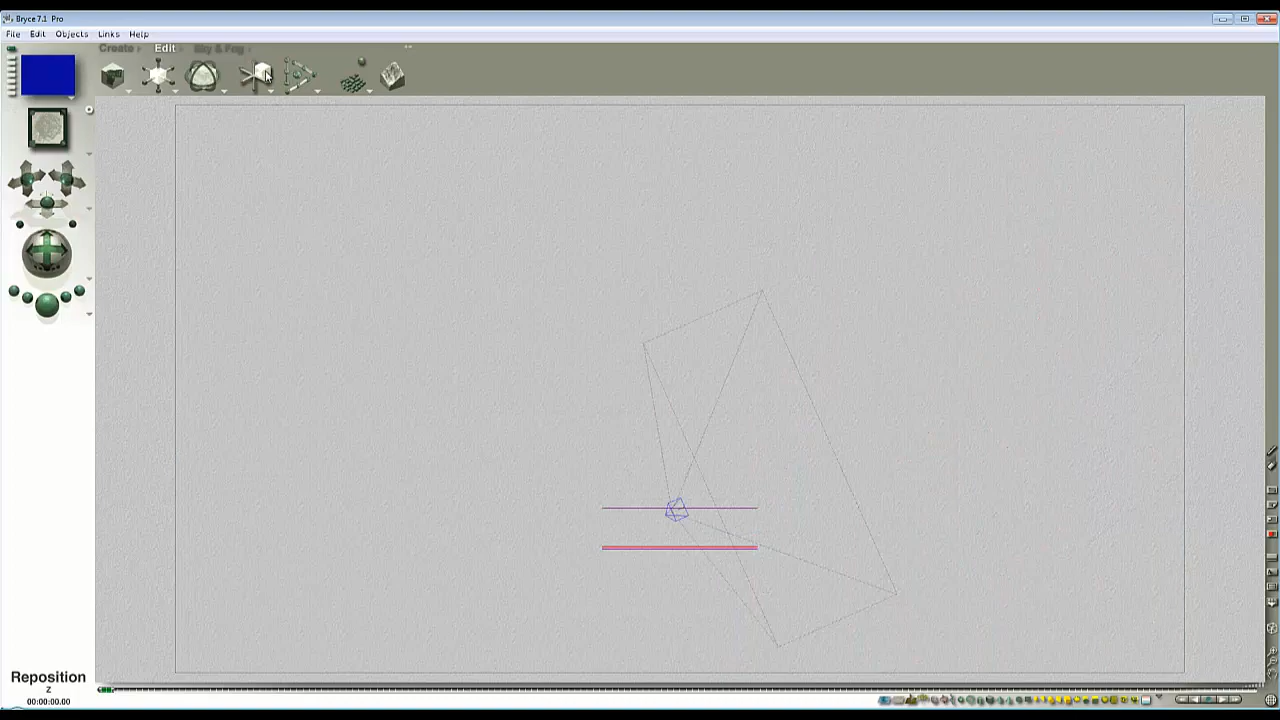 Bryce 7.1 Pro
File Edit Objects Links Help
Create Edit Sky & Fog
Reposition
Z
00:00:00.00